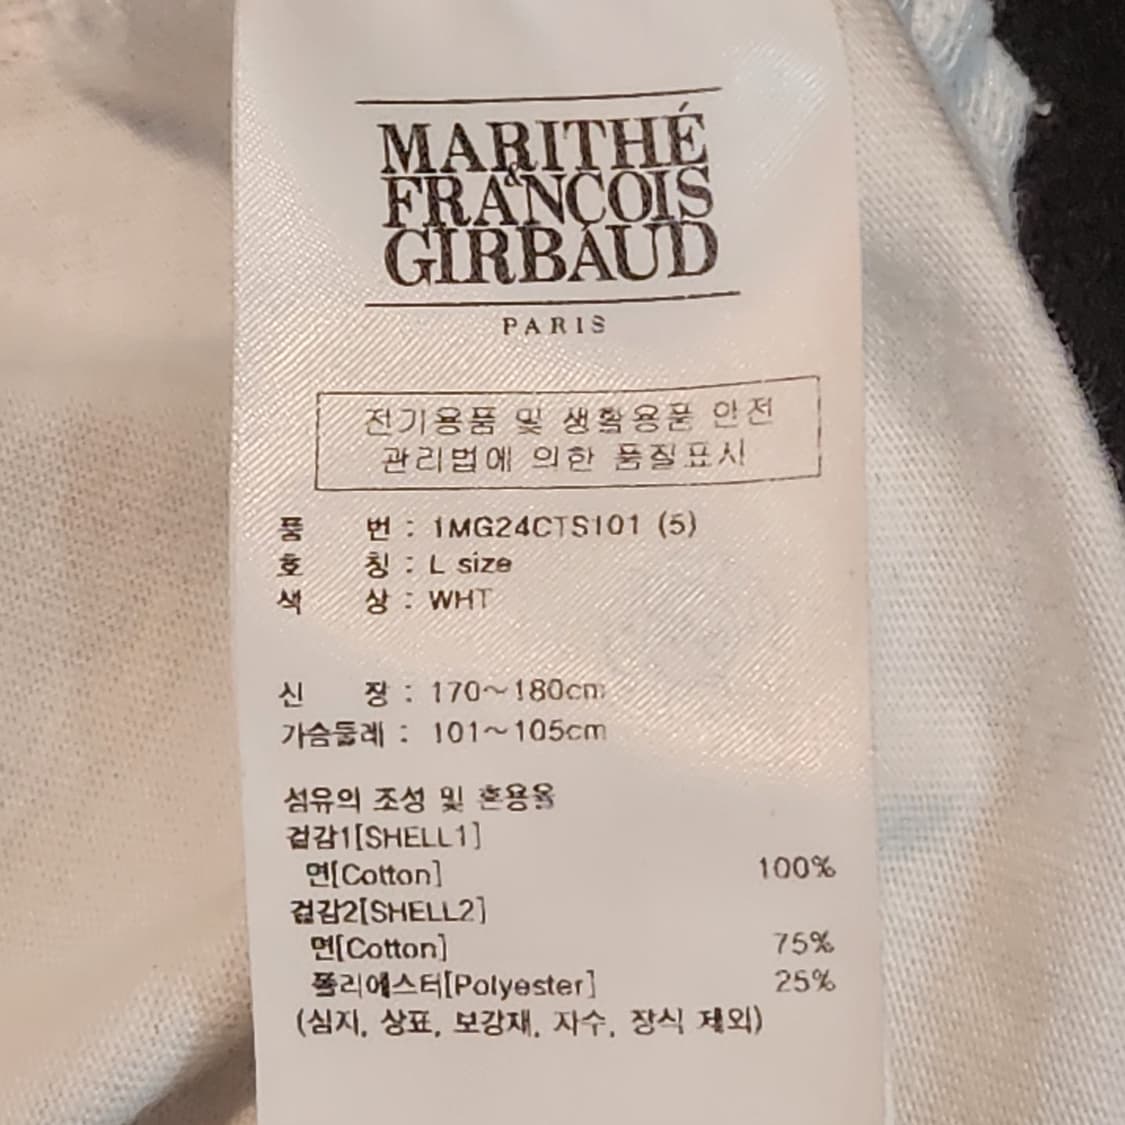 MARITHÉ
&
FRANCOIS
GIRBAUD
PARIS
전기용품 및 생활용품 안전
관리법에 의한 품질표시
품 번 : 1MG24CTS101 (5)
호 칭 : L size
색 상 : WHT
신 장 : 170~180cm
가슴둘레 : 101~105cm
섬유의 조성 및 혼용율
겉감1[SHELL1]
면[Cotton] 100%
겉감2[SHELL2]
면[Cotton] 75%
폴리에스터[Polyester] 25%
(심지, 상표, 보강재, 자수, 장식 제외)